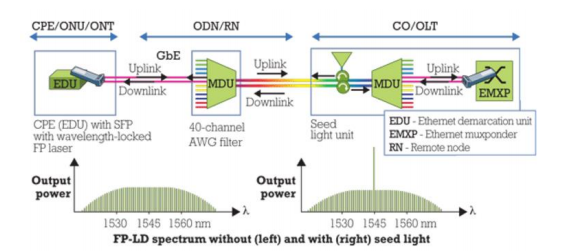 CPE/ONU/ONT
ODN/RN
CO/OLT
GbE
Uplink
Downlink
EDU
MDU
Uplink
Downlink
MDU
Uplink
Downlink
EMXP
CPE (EDU) with SFP
with wavelength-locked
FP laser
40-channel
AWG filter
Seed
light unit
EDU - Ethernet demarcation unit
EMXP - Ethernet muxponder
RN - Remote node
Output
power
λ
1530 1545 1560 nm
Output
power
λ
1530 1545 1560 nm
FP-LD spectrum without (left) and with (right) seed light